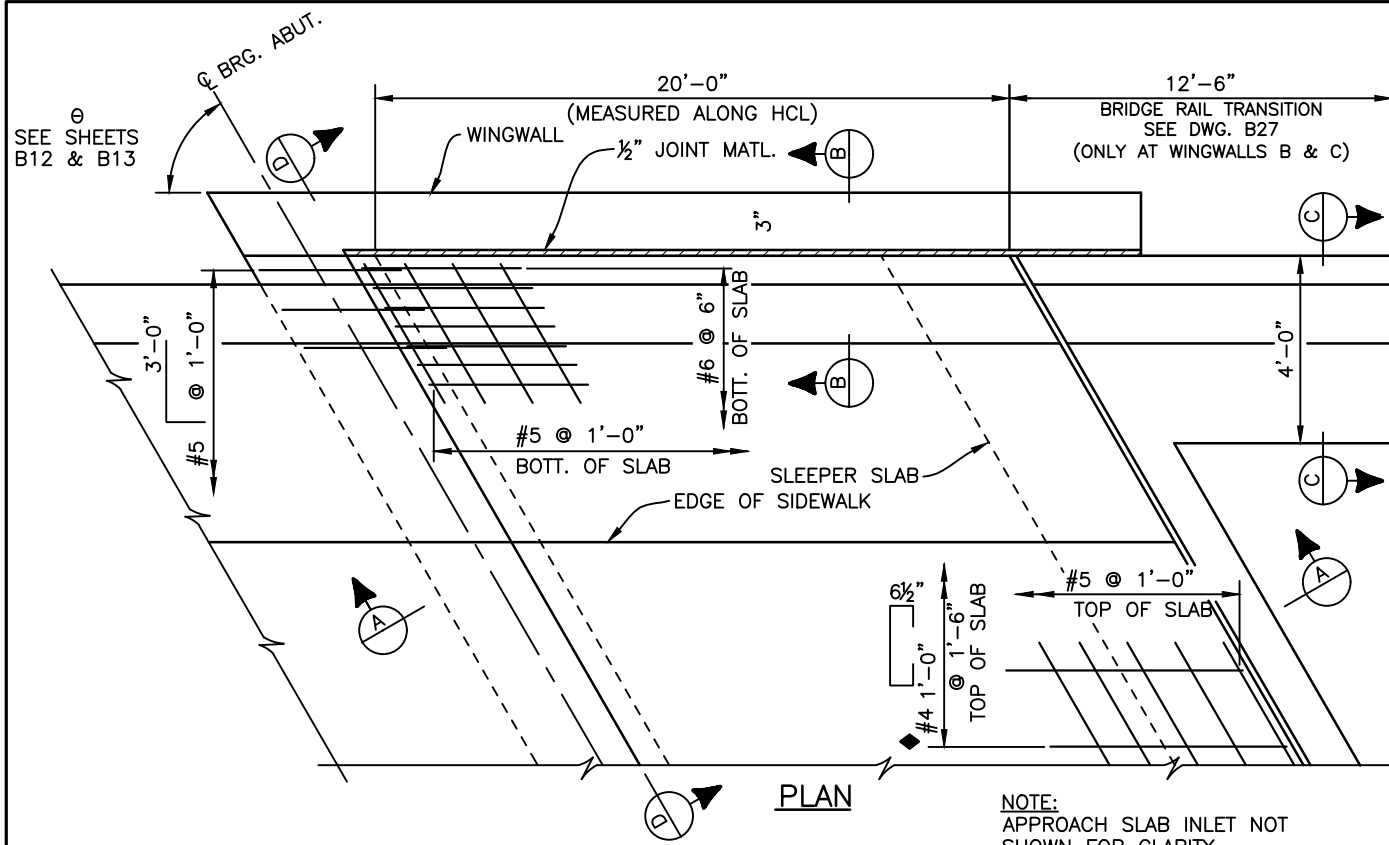 ℄ BRG. ABUT.
θ
SEE SHEETS
B12 & B13
D
20'-0"
(MEASURED ALONG HCL)
12'-6"
BRIDGE RAIL TRANSITION
SEE DWG. B27
(ONLY AT WINGWALLS B & C)
WINGWALL
½" JOINT MATL.
B
3"
C
3'-0"
#5 @ 1'-0"
#6 @ 6"
BOTT. OF SLAB
B
4'-0"
#5 @ 1'-0"
BOTT. OF SLAB
SLEEPER SLAB
C
EDGE OF SIDEWALK
A
6½"
1'-0"
#4 @ 1'-6"
TOP OF SLAB
#5 @ 1'-0"
TOP OF SLAB
A
D
PLAN
NOTE:
APPROACH SLAB INLET NOT
SHOWN FOR CLARITY